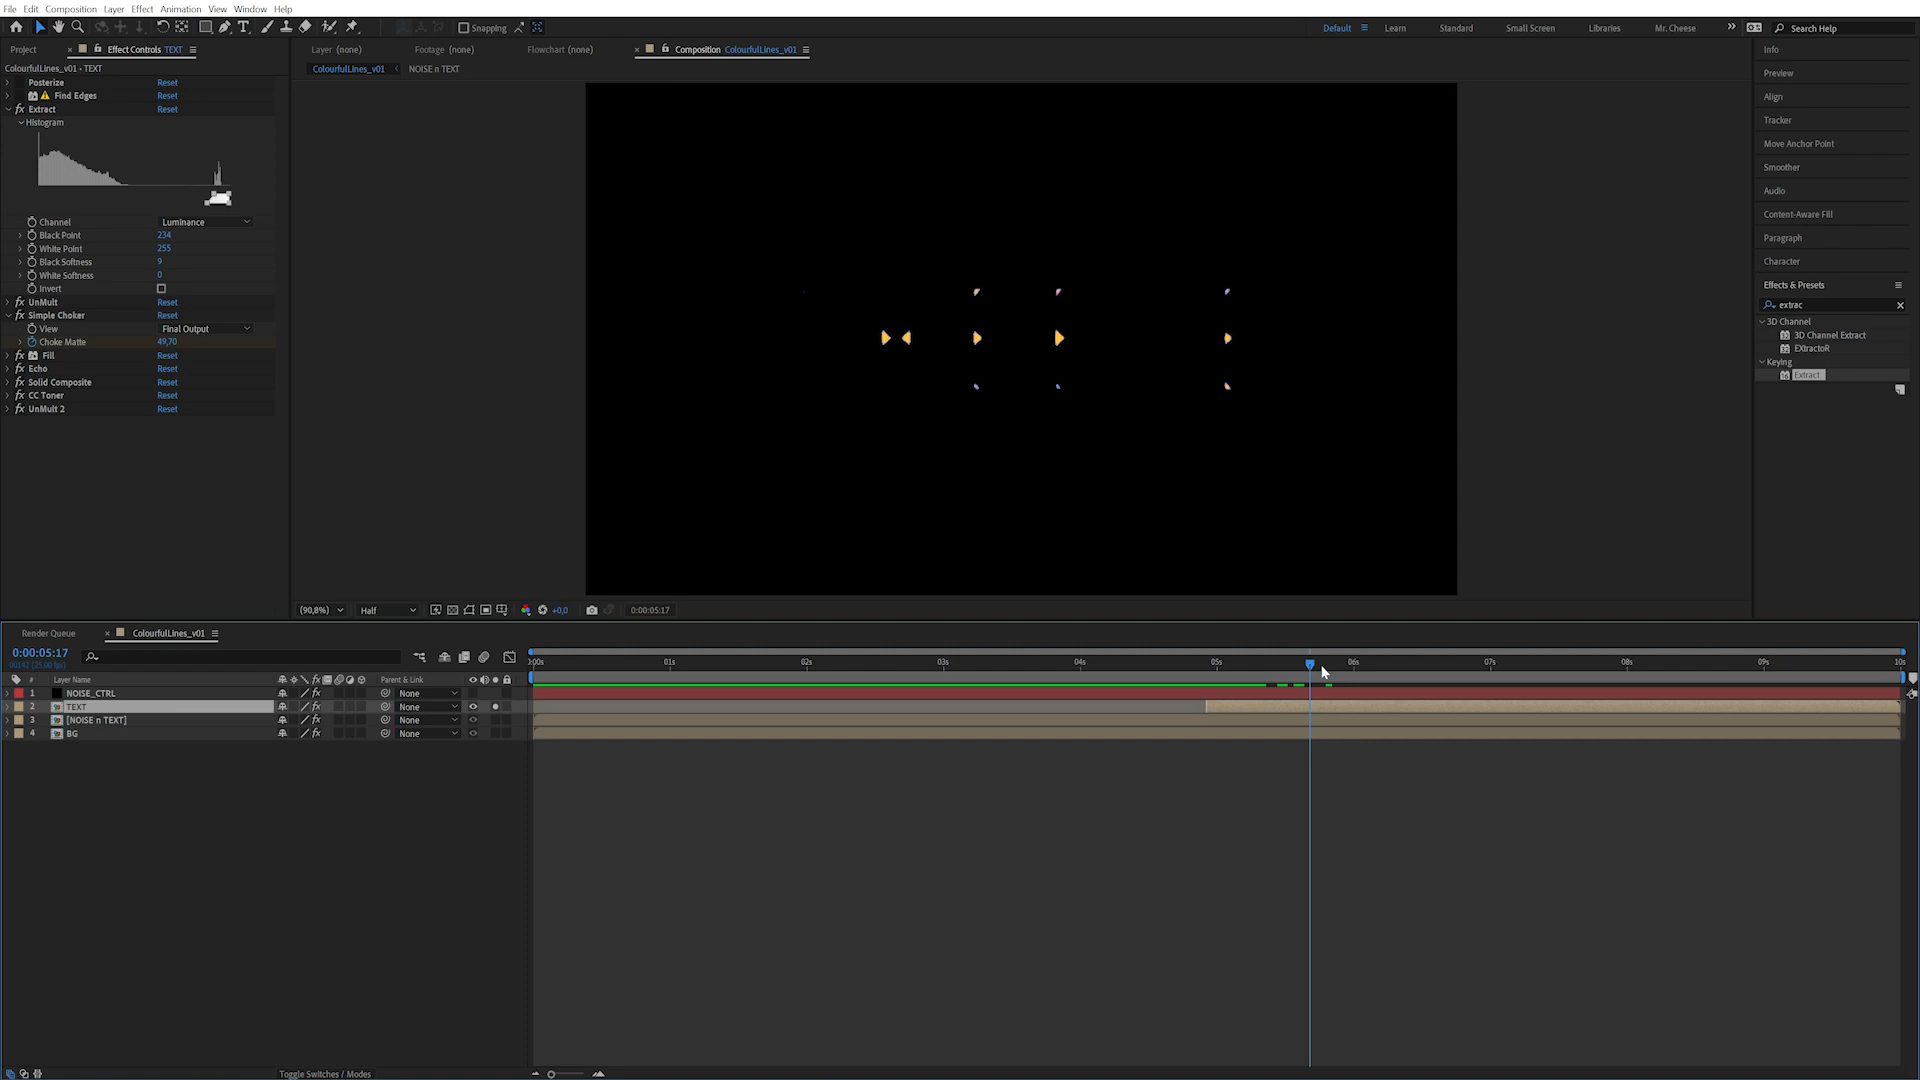 File Edit Composition Layer Effect Animation View Window Help
Snapping Default Learn Standard Small Screen Libraries Mr. Cheese Search Help
Project Effect Controls TEXT
ColourfulLines_v01 • TEXT
Posterize Reset
Find Edges Reset
Extract Reset
Histogram
Channel Luminance
Black Point 234
White Point 255
Black Softness 9
White Softness 0
Invert
UnMult Reset
Simple Choker Reset
View Final Output
Choke Matte 49,70
Fill Reset
Echo Reset
Solid Composite Reset
CC Toner Reset
UnMult 2 Reset
Layer (none) Footage (none) Flowchart (none) Composition ColourfulLines_v01
ColourfulLines_v01 NOISE n TEXT
(90,8%) Half +0,0 0:00:05:17
Info
Preview
Align
Tracker
Move Anchor Point
Smoother
Audio
Content-Aware Fill
Paragraph
Character
Effects & Presets
extrac
3D Channel
3D Channel Extract
EXtractoR
Keying
Extract
Render Queue ColourfulLines_v01
0:00:05:17
00142 (25.00 fps)
:00s 01s 02s 03s 04s 05s 06s 07s 08s 09s 10s
# Layer Name Parent & Link
1 NOISE_CTRL None
2 TEXT None
3 [NOISE n TEXT] None
4 BG None
Toggle Switches / Modes